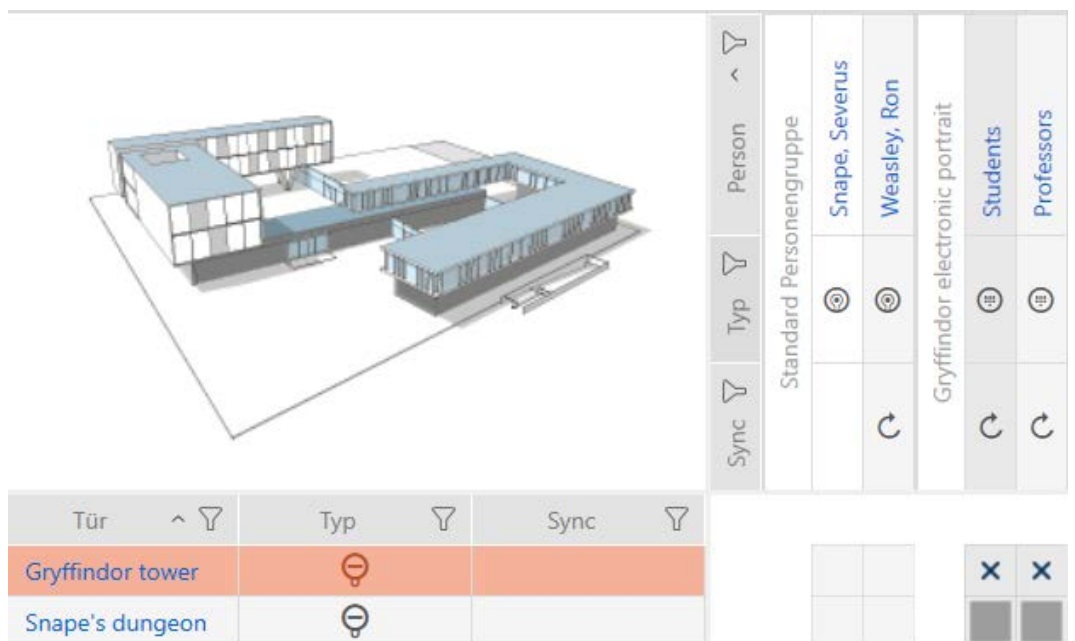 Person
Typ
Sync
Standard Personengruppe
Snape, Severus
Weasley, Ron
Gryffindor electronic portrait
Students
Professors
Tür
Typ
Sync
Gryffindor tower
Snape's dungeon